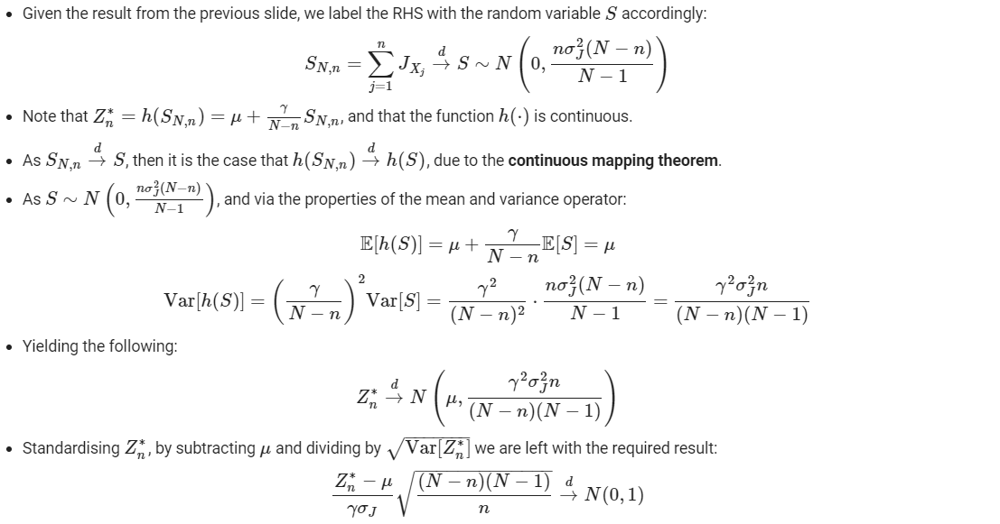 • Given the result from the previous slide, we label the RHS with the random variable $S$ accordingly:
$$S_{N,n} = \sum_{j=1}^{n} J_{X_j} \xrightarrow{d} S \sim N\left(0, \frac{n\sigma_J^2(N-n)}{N-1}\right)$$
• Note that $Z_n^* = h(S_{N,n}) = \mu + \frac{\gamma}{N-n} S_{N,n}$, and that the function $h(\cdot)$ is continuous.
• As $S_{N,n} \xrightarrow{d} S$, then it is the case that $h(S_{N,n}) \xrightarrow{d} h(S)$, due to the continuous mapping theorem.
• As $S \sim N\left(0, \frac{n\sigma_J^2(N-n)}{N-1}\right)$, and via the properties of the mean and variance operator:
$$\mathbb{E}[h(S)] = \mu + \frac{\gamma}{N-n}\mathbb{E}[S] = \mu$$
$$\text{Var}[h(S)] = \left(\frac{\gamma}{N-n}\right)^2 \text{Var}[S] = \frac{\gamma^2}{(N-n)^2} \cdot \frac{n\sigma_J^2(N-n)}{N-1} = \frac{\gamma^2\sigma_J^2 n}{(N-n)(N-1)}$$
• Yielding the following:
$$Z_n^* \xrightarrow{d} N\left(\mu, \frac{\gamma^2\sigma_J^2 n}{(N-n)(N-1)}\right)$$
• Standardising $Z_n^*$, by subtracting $\mu$ and dividing by $\sqrt{\text{Var}[Z_n^*]}$ we are left with the required result:
$$\frac{Z_n^* - \mu}{\gamma\sigma_J}\sqrt{\frac{(N-n)(N-1)}{n}} \xrightarrow{d} N(0,1)$$